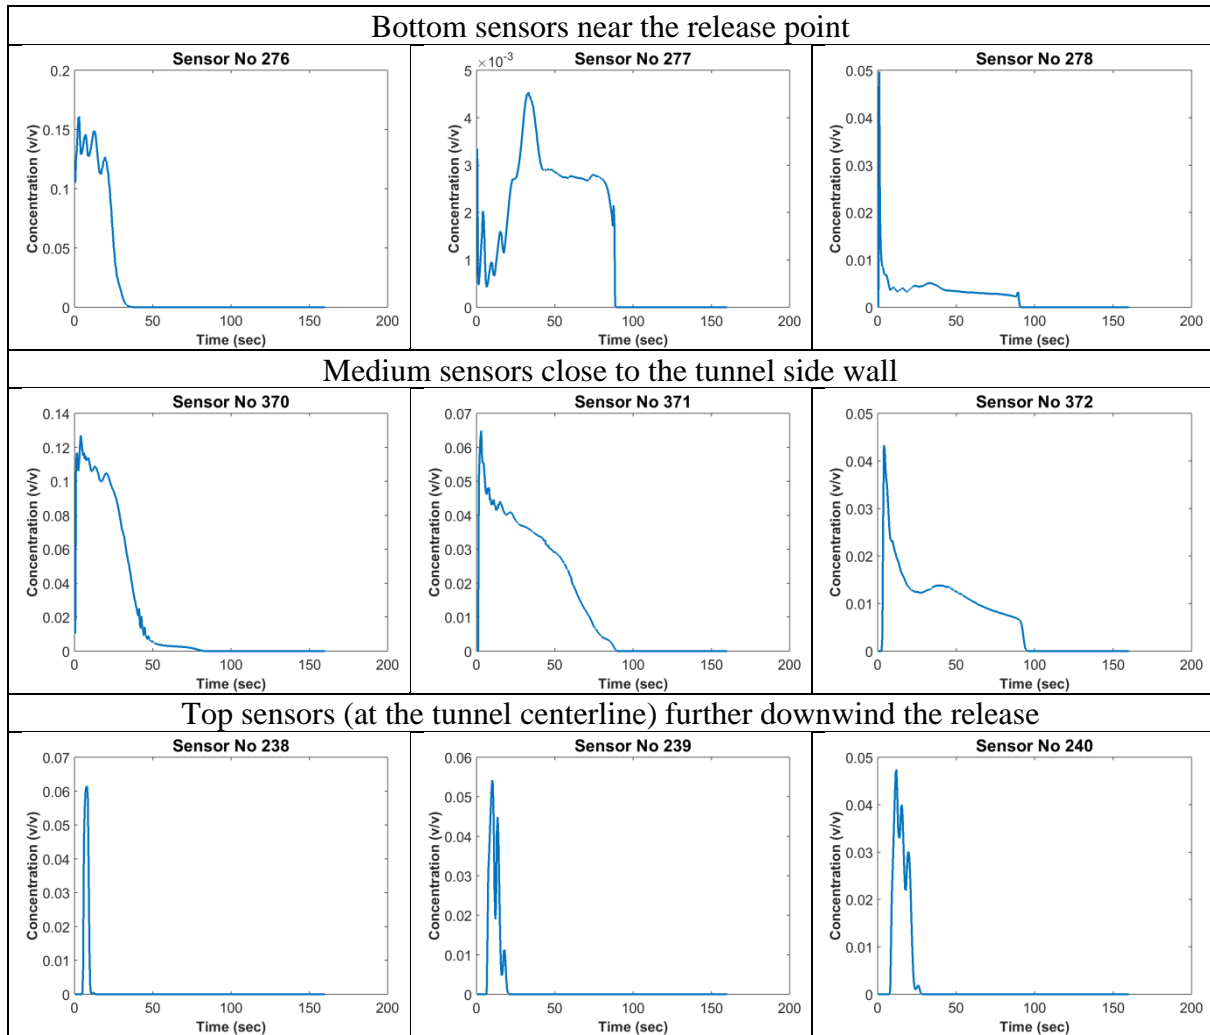 Bottom sensors near the release point
Sensor No 276
Concentration (v/v)
0.2
0.15
0.1
0.05
0
0 50 100 150 200
Time (sec)
Sensor No 277
×10⁻³
Concentration (v/v)
5
4
3
2
1
0
0 50 100 150 200
Time (sec)
Sensor No 278
Concentration (v/v)
0.05
0.04
0.03
0.02
0.01
0
0 50 100 150 200
Time (sec)
Medium sensors close to the tunnel side wall
Sensor No 370
Concentration (v/v)
0.14
0.12
0.1
0.08
0.06
0.04
0.02
0
0 50 100 150 200
Time (sec)
Sensor No 371
Concentration (v/v)
0.07
0.06
0.05
0.04
0.03
0.02
0.01
0
0 50 100 150 200
Time (sec)
Sensor No 372
Concentration (v/v)
0.05
0.04
0.03
0.02
0.01
0
0 50 100 150 200
Time (sec)
Top sensors (at the tunnel centerline) further downwind the release
Sensor No 238
Concentration (v/v)
0.07
0.06
0.05
0.04
0.03
0.02
0.01
0
0 50 100 150 200
Time (sec)
Sensor No 239
Concentration (v/v)
0.06
0.05
0.04
0.03
0.02
0.01
0
0 50 100 150 200
Time (sec)
Sensor No 240
Concentration (v/v)
0.05
0.04
0.03
0.02
0.01
0
0 50 100 150 200
Time (sec)